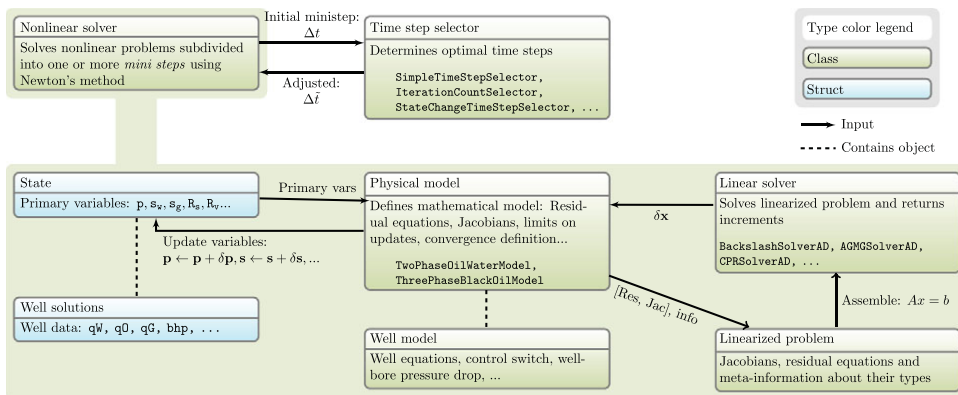 Nonlinear solver
Solves nonlinear problems subdivided
into one or more mini steps using
Newton's method
Initial ministep:
Δt
Adjusted:
Δt̃
Time step selector
Determines optimal time steps
SimpleTimeStepSelector,
IterationCountSelector,
StateChangeTimeStepSelector, ...
Type color legend
Class
Struct
Input
Contains object
State
Primary variables: p, s_w, s_g, R_s, R_v...
Primary vars
Update variables:
p ← p + δp, s ← s + δs, ...
Physical model
Defines mathematical model: Resid-
ual equations, Jacobians, limits on
updates, convergence definition...
TwoPhaseOilWaterModel,
ThreePhaseBlackOilModel
δx
Linear solver
Solves linearized problem and returns
increments
BackslashSolverAD, AGMGSolverAD,
CPRSolverAD, ...
Well solutions
Well data: qW, qO, qG, bhp, ...
[Res, Jac], info
Assemble: Ax = b
Well model
Well equations, control switch, well-
bore pressure drop, ...
Linearized problem
Jacobians, residual equations and
meta-information about their types